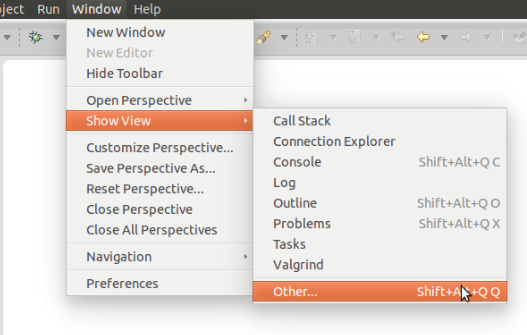 ject Run Window Help
New Window
New Editor
Hide Toolbar
Open Perspective
Show View
Customize Perspective...
Save Perspective As...
Reset Perspective...
Close Perspective
Close All Perspectives
Navigation
Preferences
Call Stack
Connection Explorer
Console Shift+Alt+Q C
Log
Outline Shift+Alt+Q O
Problems Shift+Alt+Q X
Tasks
Valgrind
Other... Shift+Alt+Q Q